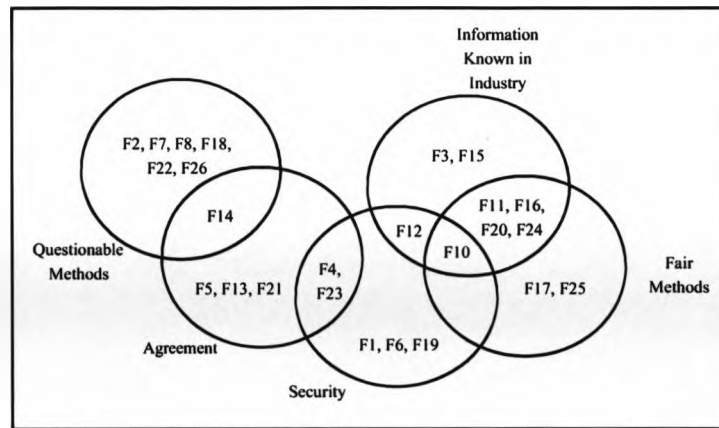 Information
Known in
Industry
F2, F7, F8, F18,
F22, F26
F3, F15
F14
F11, F16,
F20, F24
F12
F10
Questionable
Methods
F4,
F23
F5, F13, F21
F17, F25
Fair
Methods
F1, F6, F19
Agreement
Security